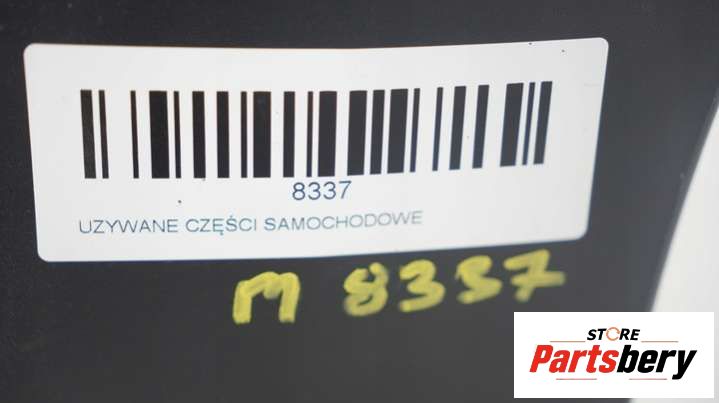 8337
UZYWANE CZĘŚCI SAMOCHODOWE
M 8337
STORE
Partsbery